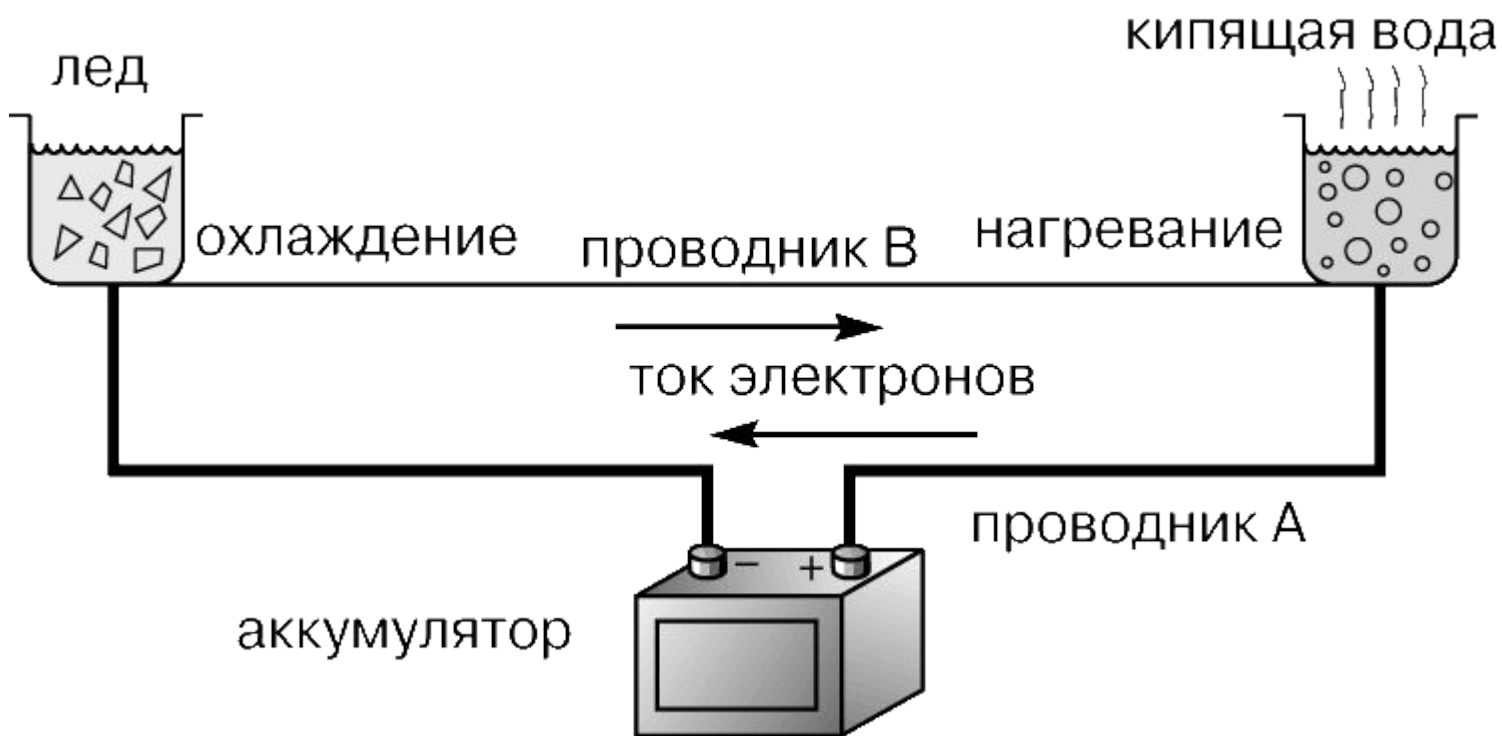 кипящая вода
лед
охлаждение
проводник В
нагревание
ток электронов
проводник А
− +
аккумулятор